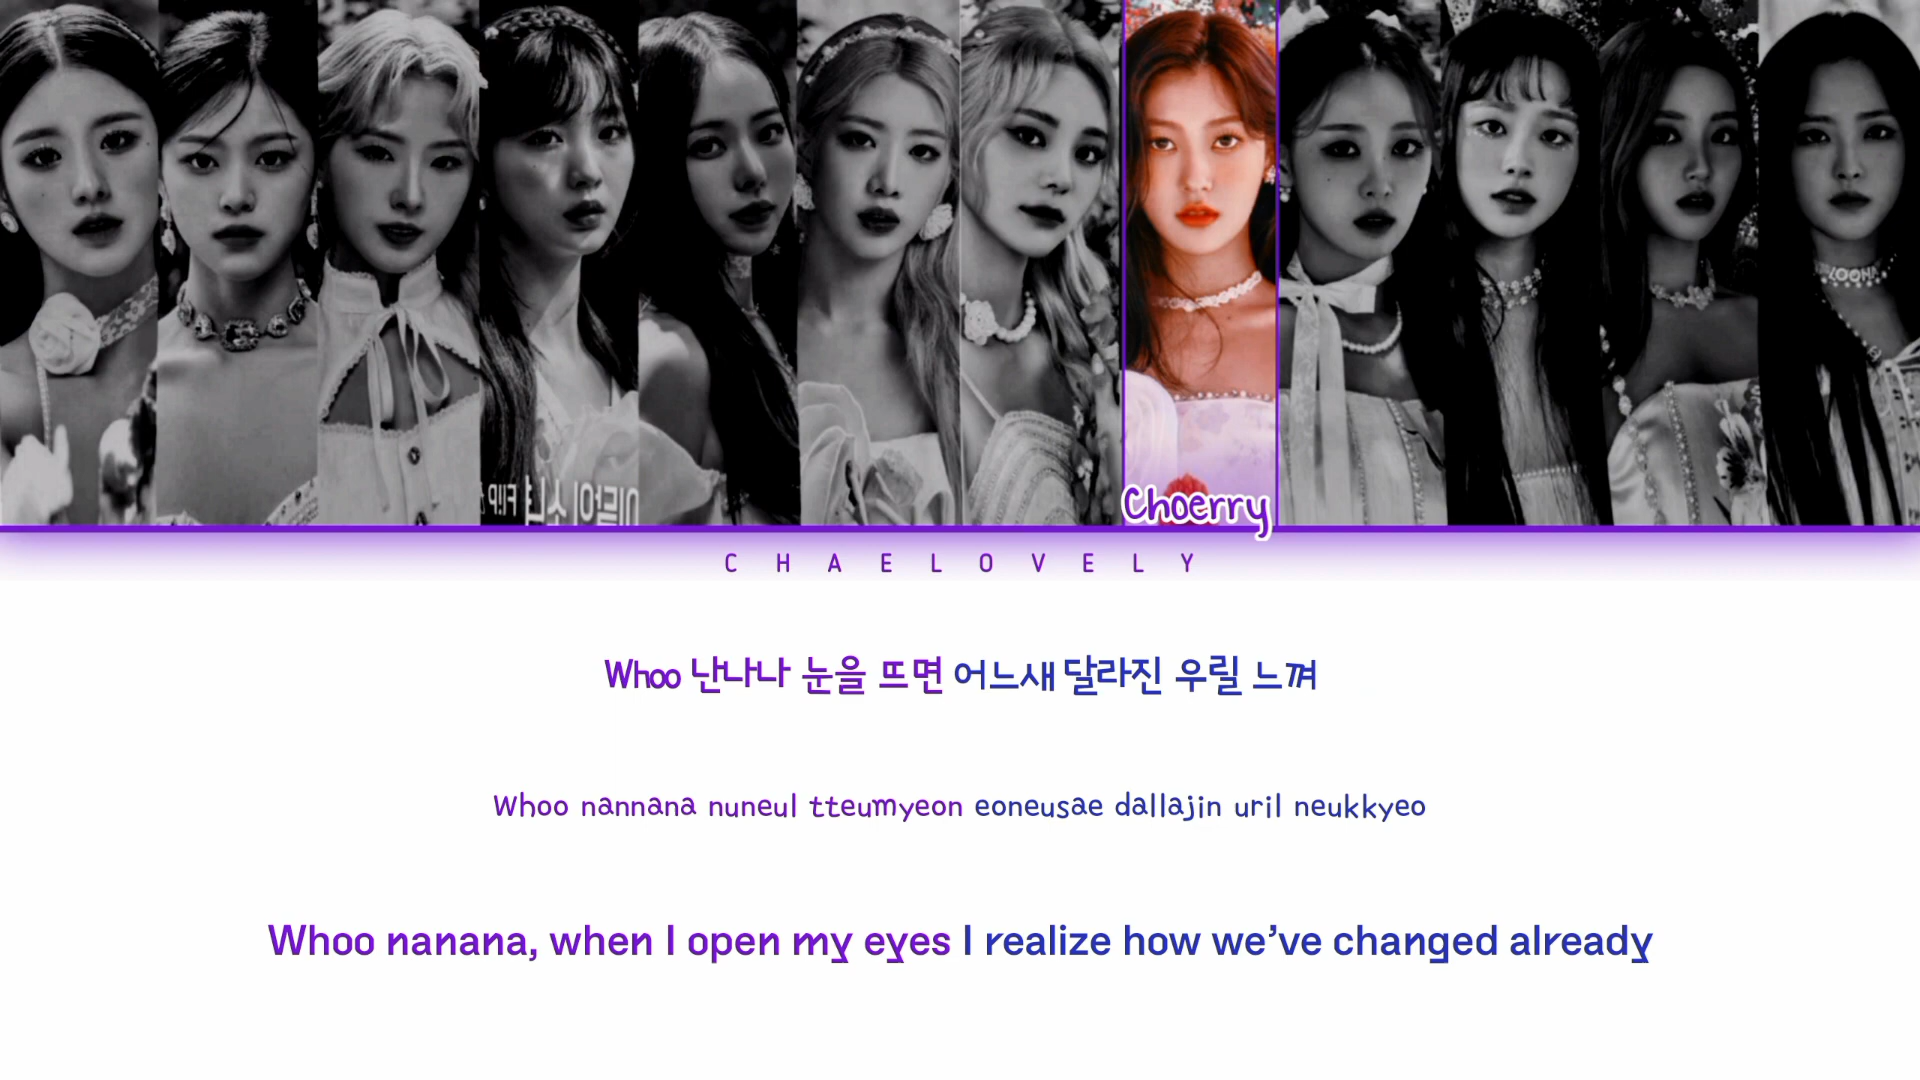 LOONA
Choerry
CHAELOVELY
Whoo 난나나 눈을 뜨면 어느새 달라진 우릴 느껴
Whoo nannana nuneul tteumyeon eoneusae dallajin uril neukkyeo
Whoo nanana, when I open my eyes I realize how we’ve changed already